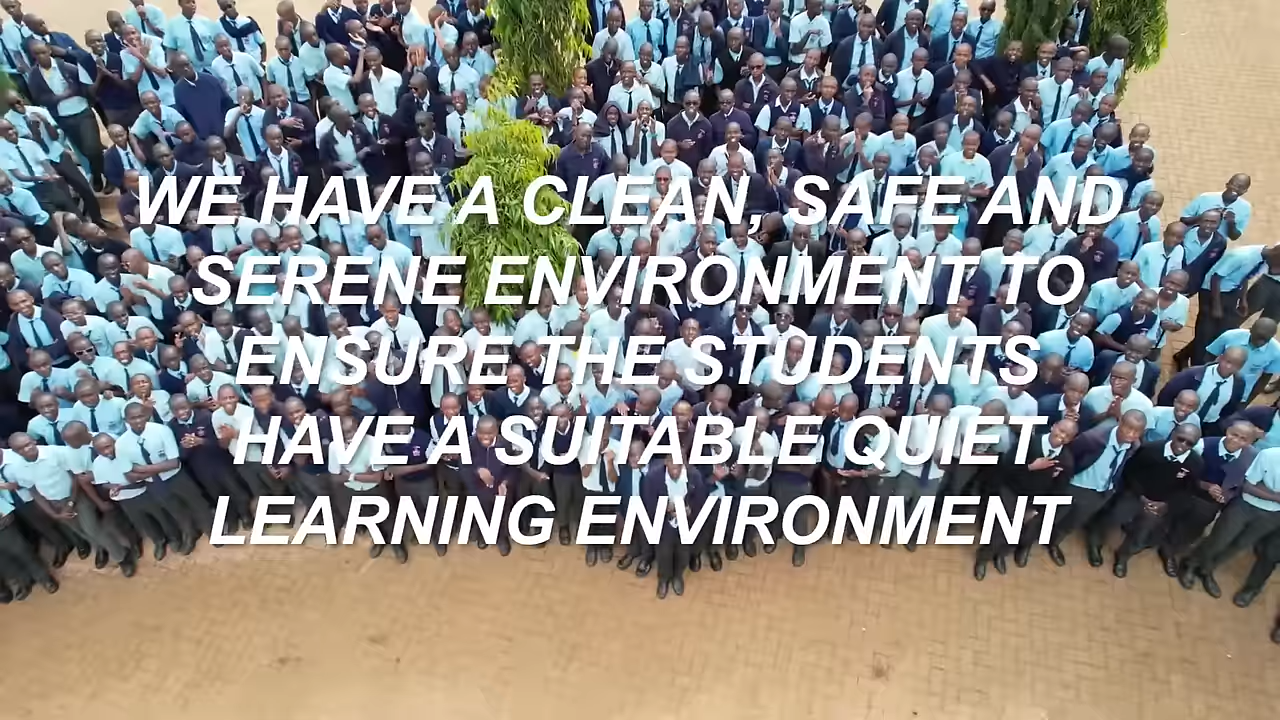 WE HAVE A CLEAN, SAFE AND
SERENE ENVIRONMENT TO
ENSURE THE STUDENTS
HAVE A SUITABLE QUIET
LEARNING ENVIRONMENT